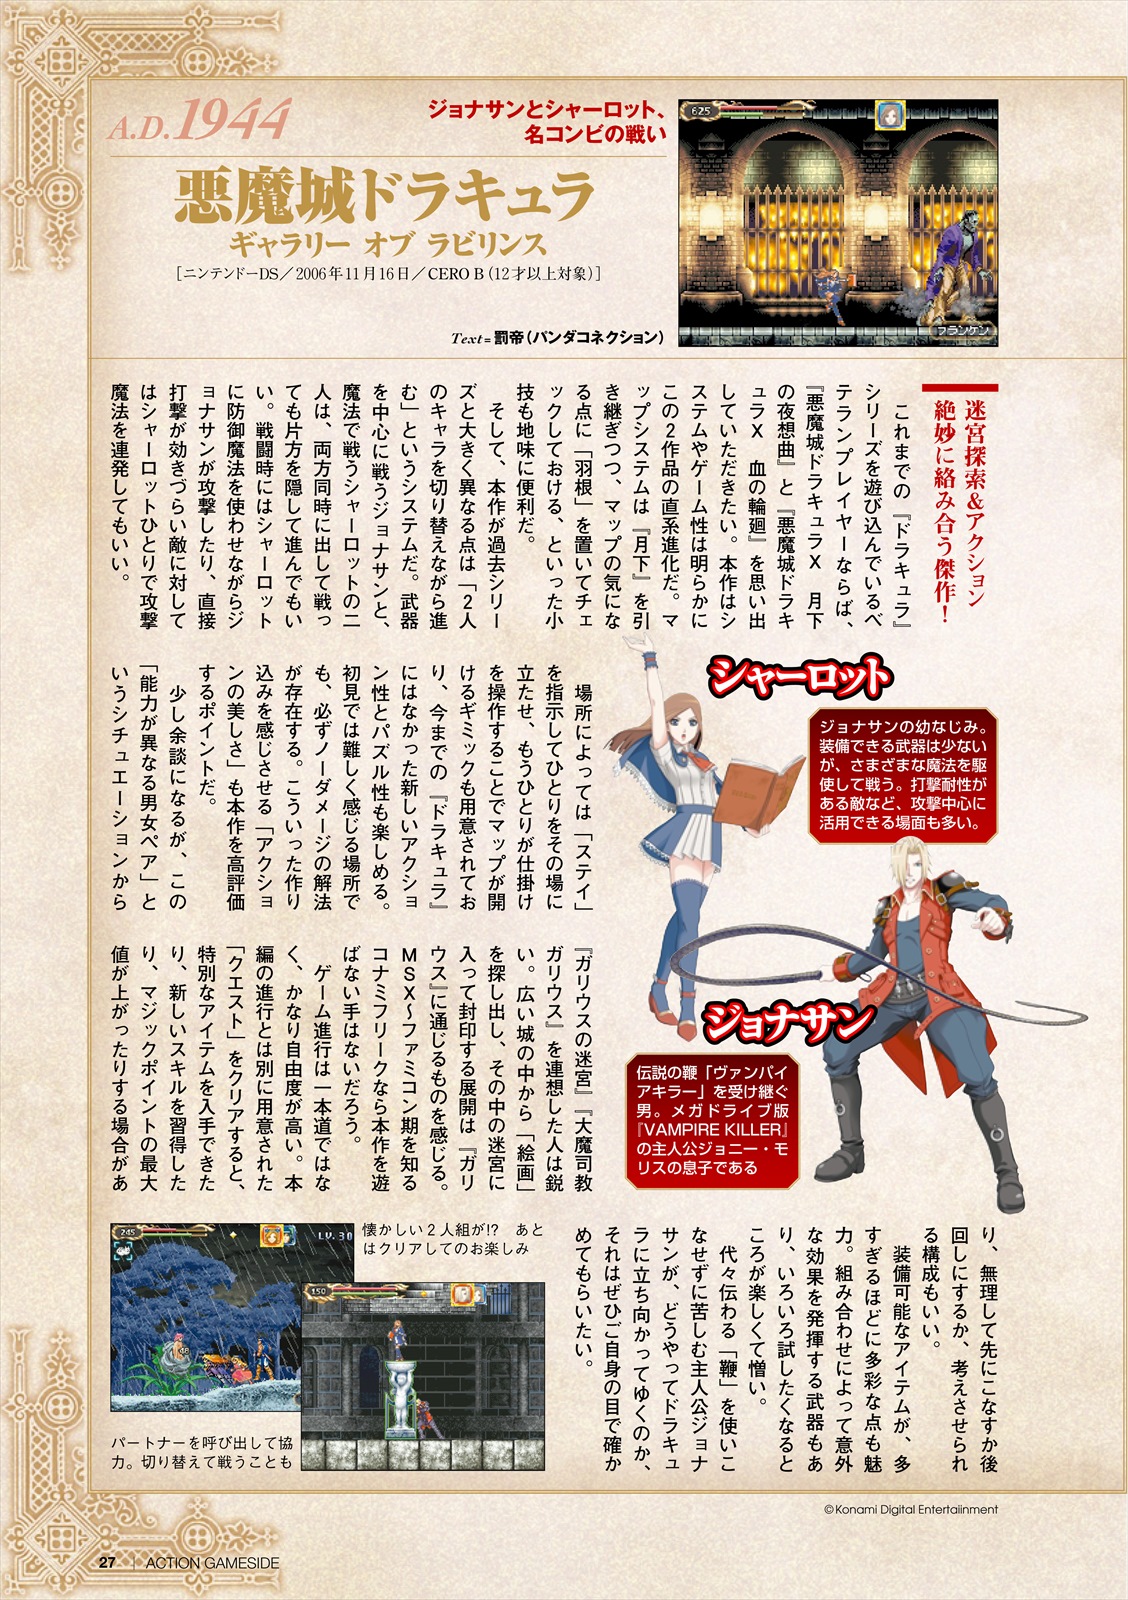 A.D.1944
ジョナサンとシャーロット、
名コンビの戦い
悪魔城ドラキュラ
ギャラリー オブ ラビリンス
［ニンテンドーDS／2006年11月16日／CERO B（12才以上対象）］
Text=罰帝（パンダコネクション）
625
フランケン
迷宮探索＆アクション
絶妙に絡み合う傑作！
これまでの『ドラキュラ』
シリーズを遊び込んでいるベ
テランプレイヤーならば、
『悪魔城ドラキュラX　月下
の夜想曲』と『悪魔城ドラキ
ュラX　血の輪廻』を思い出
していただきたい。本作はシ
ステムやゲーム性は明らかに
この2作品の直系進化だ。マ
ップシステムは『月下』を引
き継ぎつつ、マップの気にな
る点に「羽根」を置いてチェ
ックしておける、といった小
技も地味に便利だ。
そして、本作が過去シリー
ズと大きく異なる点は「2人
のキャラを切り替えながら進
む」というシステムだ。武器
を中心に戦うジョナサンと、
魔法で戦うシャーロットの二
人は、両方同時に出して戦っ
ても片方を隠して進んでもい
い。戦闘時にはシャーロット
に防御魔法を使わせながらジ
ョナサンが攻撃したり、直接
打撃が効きづらい敵に対して
はシャーロットひとりで攻撃
魔法を連発してもいい。
シャーロット
ジョナサンの幼なじみ。
装備できる武器は少ない
が、さまざまな魔法を駆
使して戦う。打撃耐性が
ある敵など、攻撃中心に
活用できる場面も多い。
ジョナサン
伝説の鞭「ヴァンパイ
アキラー」を受け継ぐ
男。メガドライブ版
『VAMPIRE KILLER』
の主人公ジョニー・モ
リスの息子である
場所によっては「ステイ」
を指示してひとりをその場に
立たせ、もうひとりが仕掛け
を操作することでマップが開
けるギミックも用意されてお
り、今までの『ドラキュラ』
にはなかった新しいアクショ
ン性とパズル性も楽しめる。
初見では難しく感じる場所で
も、必ずノーダメージの解法
が存在する。こういった作り
込みを感じさせる「アクショ
ンの美しさ」も本作を高評価
するポイントだ。
少し余談になるが、この
「能力が異なる男女ペア」と
いうシチュエーションから
『ガリウスの迷宮』『大魔司教
ガリウス』を連想した人は鋭
い。広い城の中から「絵画」
を探し出し、その中の迷宮に
入って封印する展開は『ガリ
ウス』に通じるものを感じる。
MSX〜ファミコン期を知る
コナミフリークなら本作を遊
ばない手はないだろう。
ゲーム進行は一本道ではな
く、かなり自由度が高い。本
編の進行とは別に用意された
「クエスト」をクリアすると、
特別なアイテムを入手できた
り、新しいスキルを習得した
り、マジックポイントの最大
値が上がったりする場合があ
り、無理して先にこなすか後
回しにするか、考えさせられ
る構成もいい。
装備可能なアイテムが、多
すぎるほどに多彩な点も魅
力。組み合わせによって意外
な効果を発揮する武器もあ
り、いろいろ試したくなると
ころが楽しくて憎い。
代々伝わる「鞭」を使いこ
なせずに苦しむ主人公ジョナ
サンが、どうやってドラキュ
ラに立ち向かってゆくのか、
それはぜひご自身の目で確か
めてもらいたい。
245
LV.30
懐かしい2人組が!?　あと
はクリアしてのお楽しみ
150
パートナーを呼び出して協
力。切り替えて戦うことも
©Konami Digital Entertainment
27 | ACTION GAMESIDE